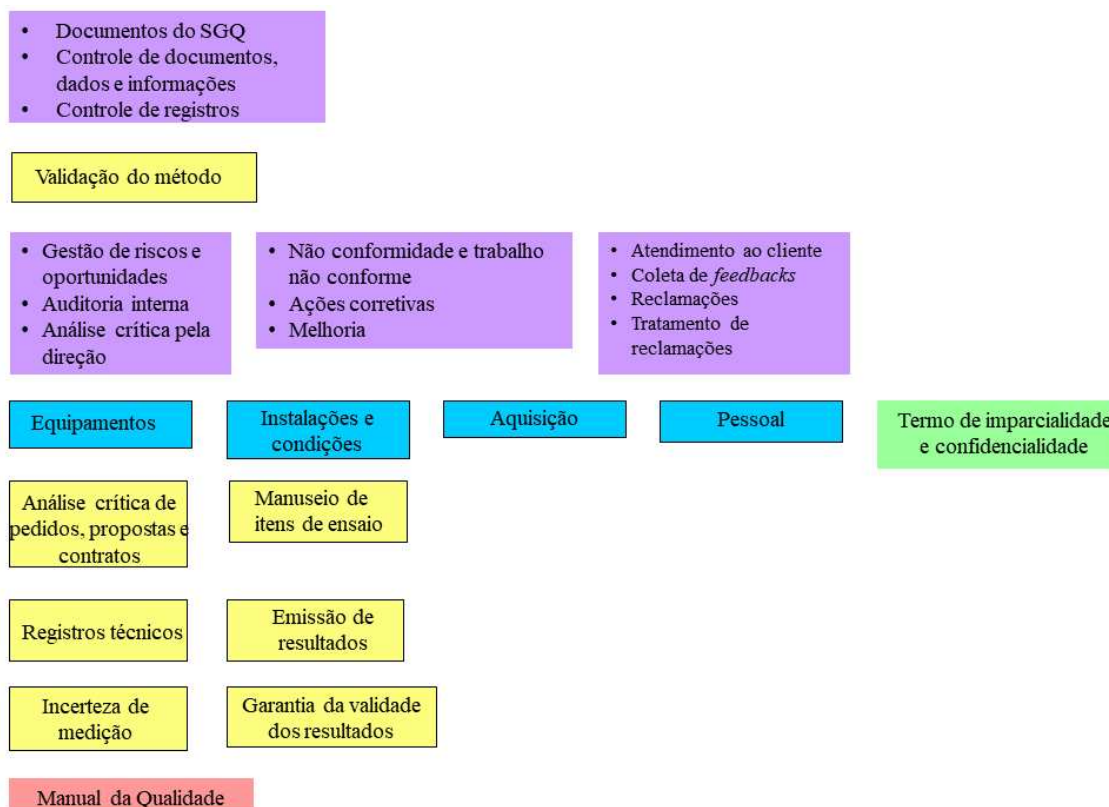 • Documentos do SGQ
• Controle de documentos,
dados e informações
• Controle de registros
Validação do método
• Gestão de riscos e
oportunidades
• Auditoria interna
• Análise crítica pela
direção
• Não conformidade e trabalho
não conforme
• Ações corretivas
• Melhoria
• Atendimento ao cliente
• Coleta de feedbacks
• Reclamações
• Tratamento de
reclamações
Equipamentos
Instalações e
condições
Aquisição
Pessoal
Termo de imparcialidade
e confidencialidade
Análise crítica de
pedidos, propostas e
contratos
Manuseio de
itens de ensaio
Registros técnicos
Emissão de
resultados
Incerteza de
medição
Garantia da validade
dos resultados
Manual da Qualidade